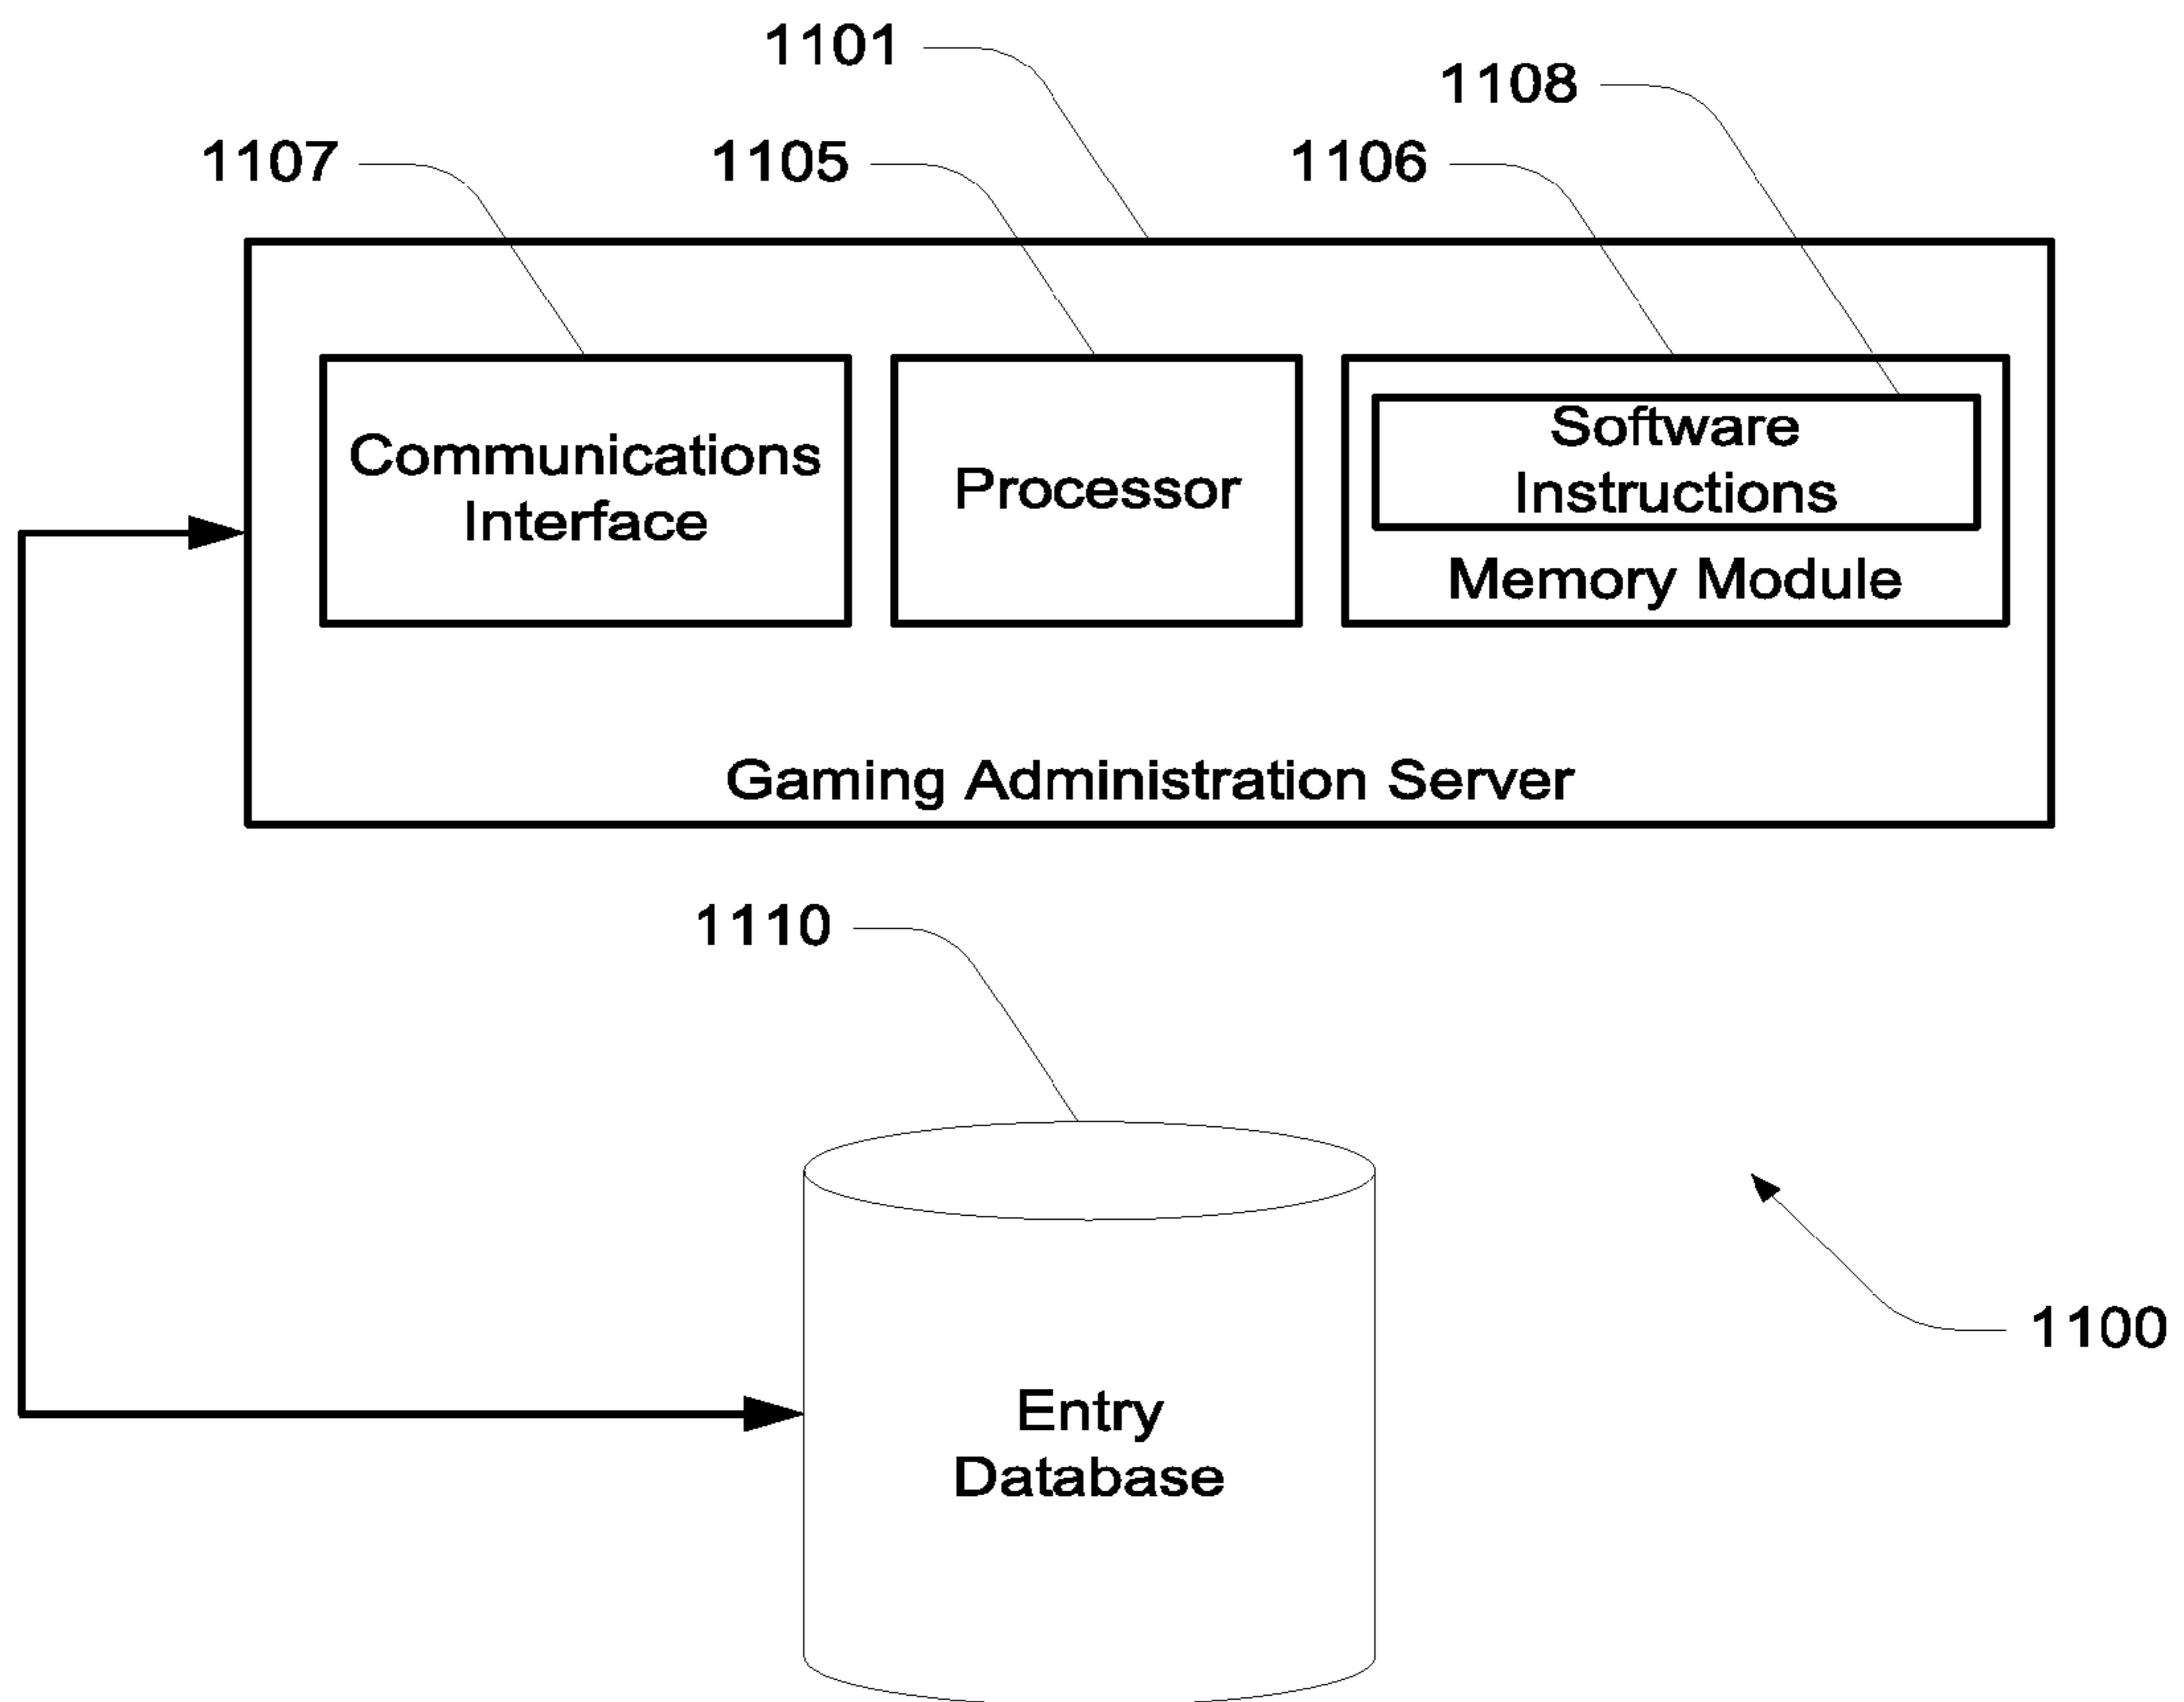 1101
1108
1107
1105
1106
Communications
Interface
Processor
Software
Instructions
Memory Module
Gaming Administration Server
1110
1100
Entry
Database